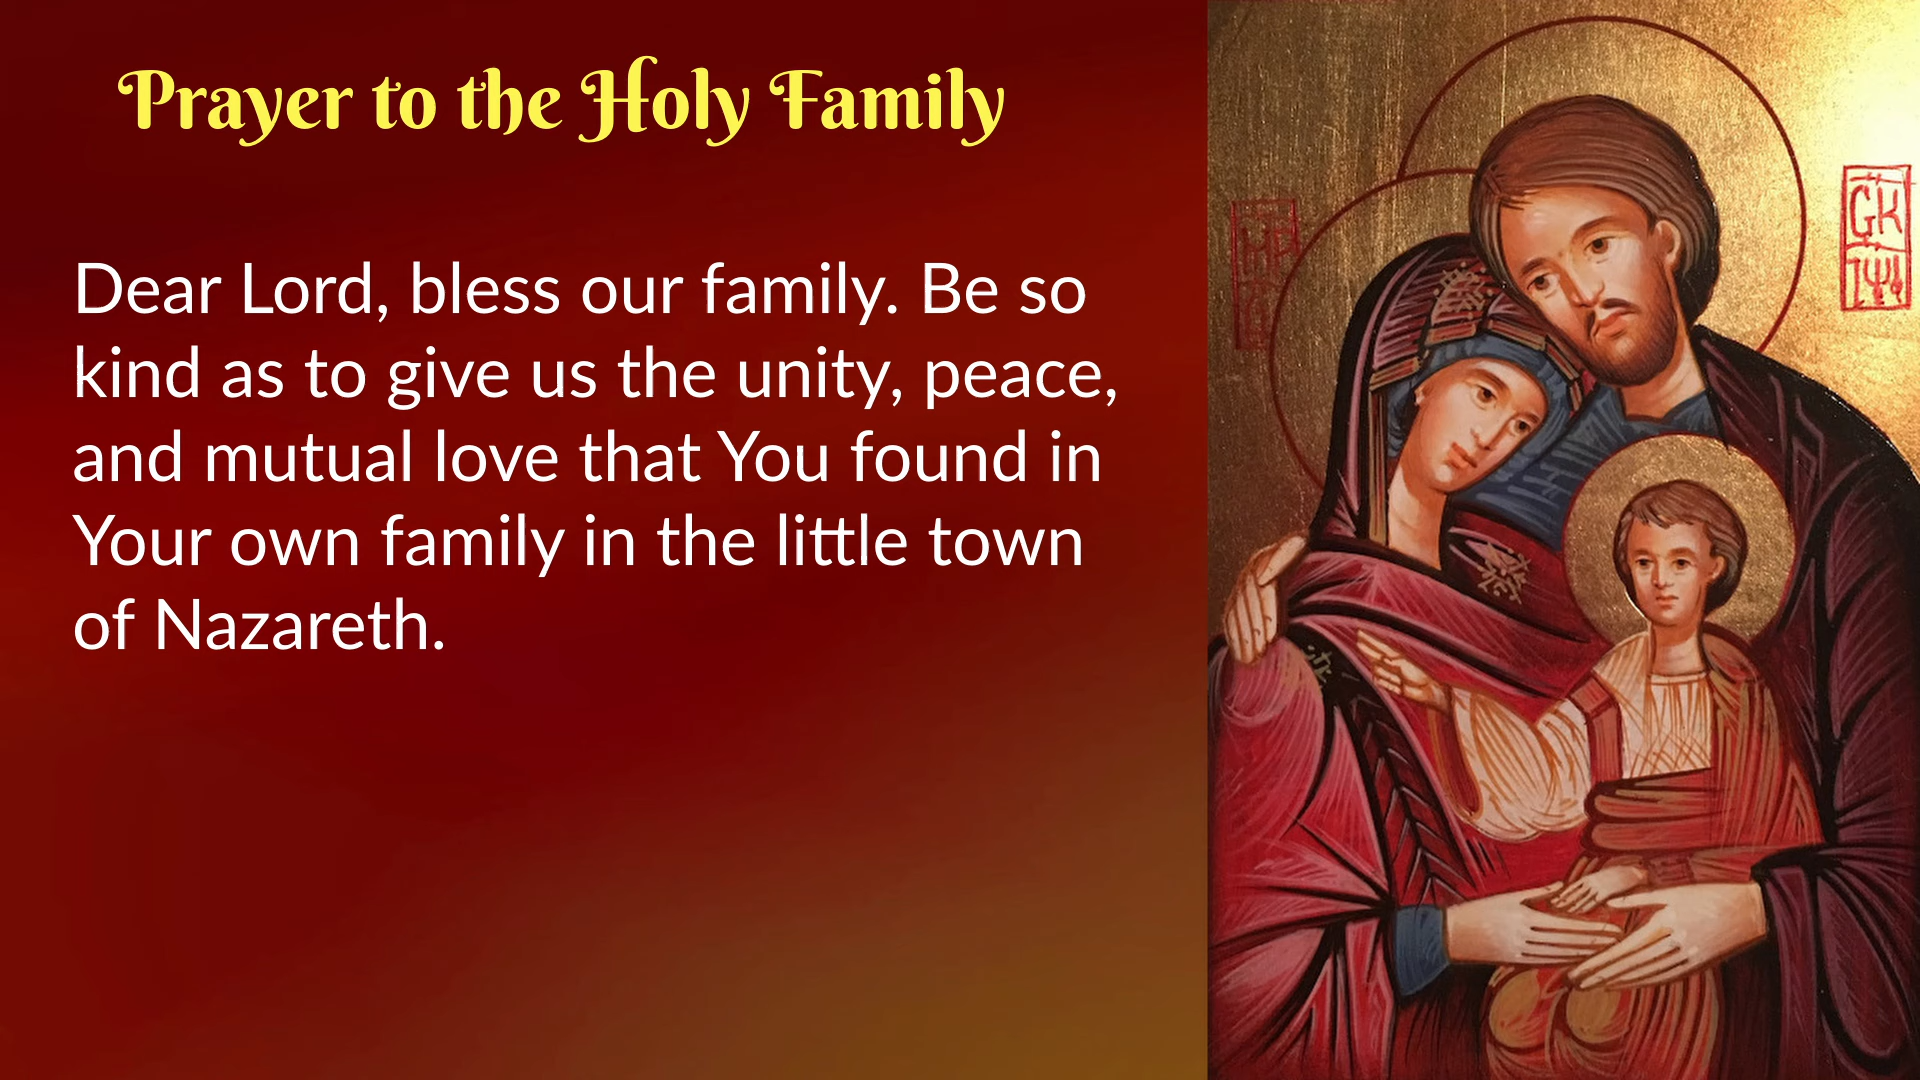 Prayer to the Holy Family
Dear Lord, bless our family. Be so
kind as to give us the unity, peace,
and mutual love that You found in
Your own family in the little town
of Nazareth.